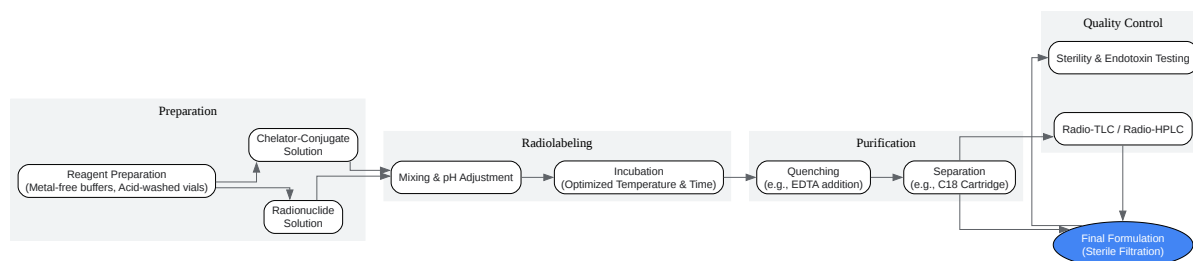 Preparation
Reagent Preparation
(Metal-free buffers, Acid-washed vials)
Chelator-Conjugate
Solution
Radionuclide
Solution
Radiolabeling
Mixing & pH Adjustment
Incubation
(Optimized Temperature & Time)
Purification
Quenching
(e.g., EDTA addition)
Separation
(e.g., C18 Cartridge)
Quality Control
Sterility & Endotoxin Testing
Radio-TLC / Radio-HPLC
Final Formulation
(Sterile Filtration)